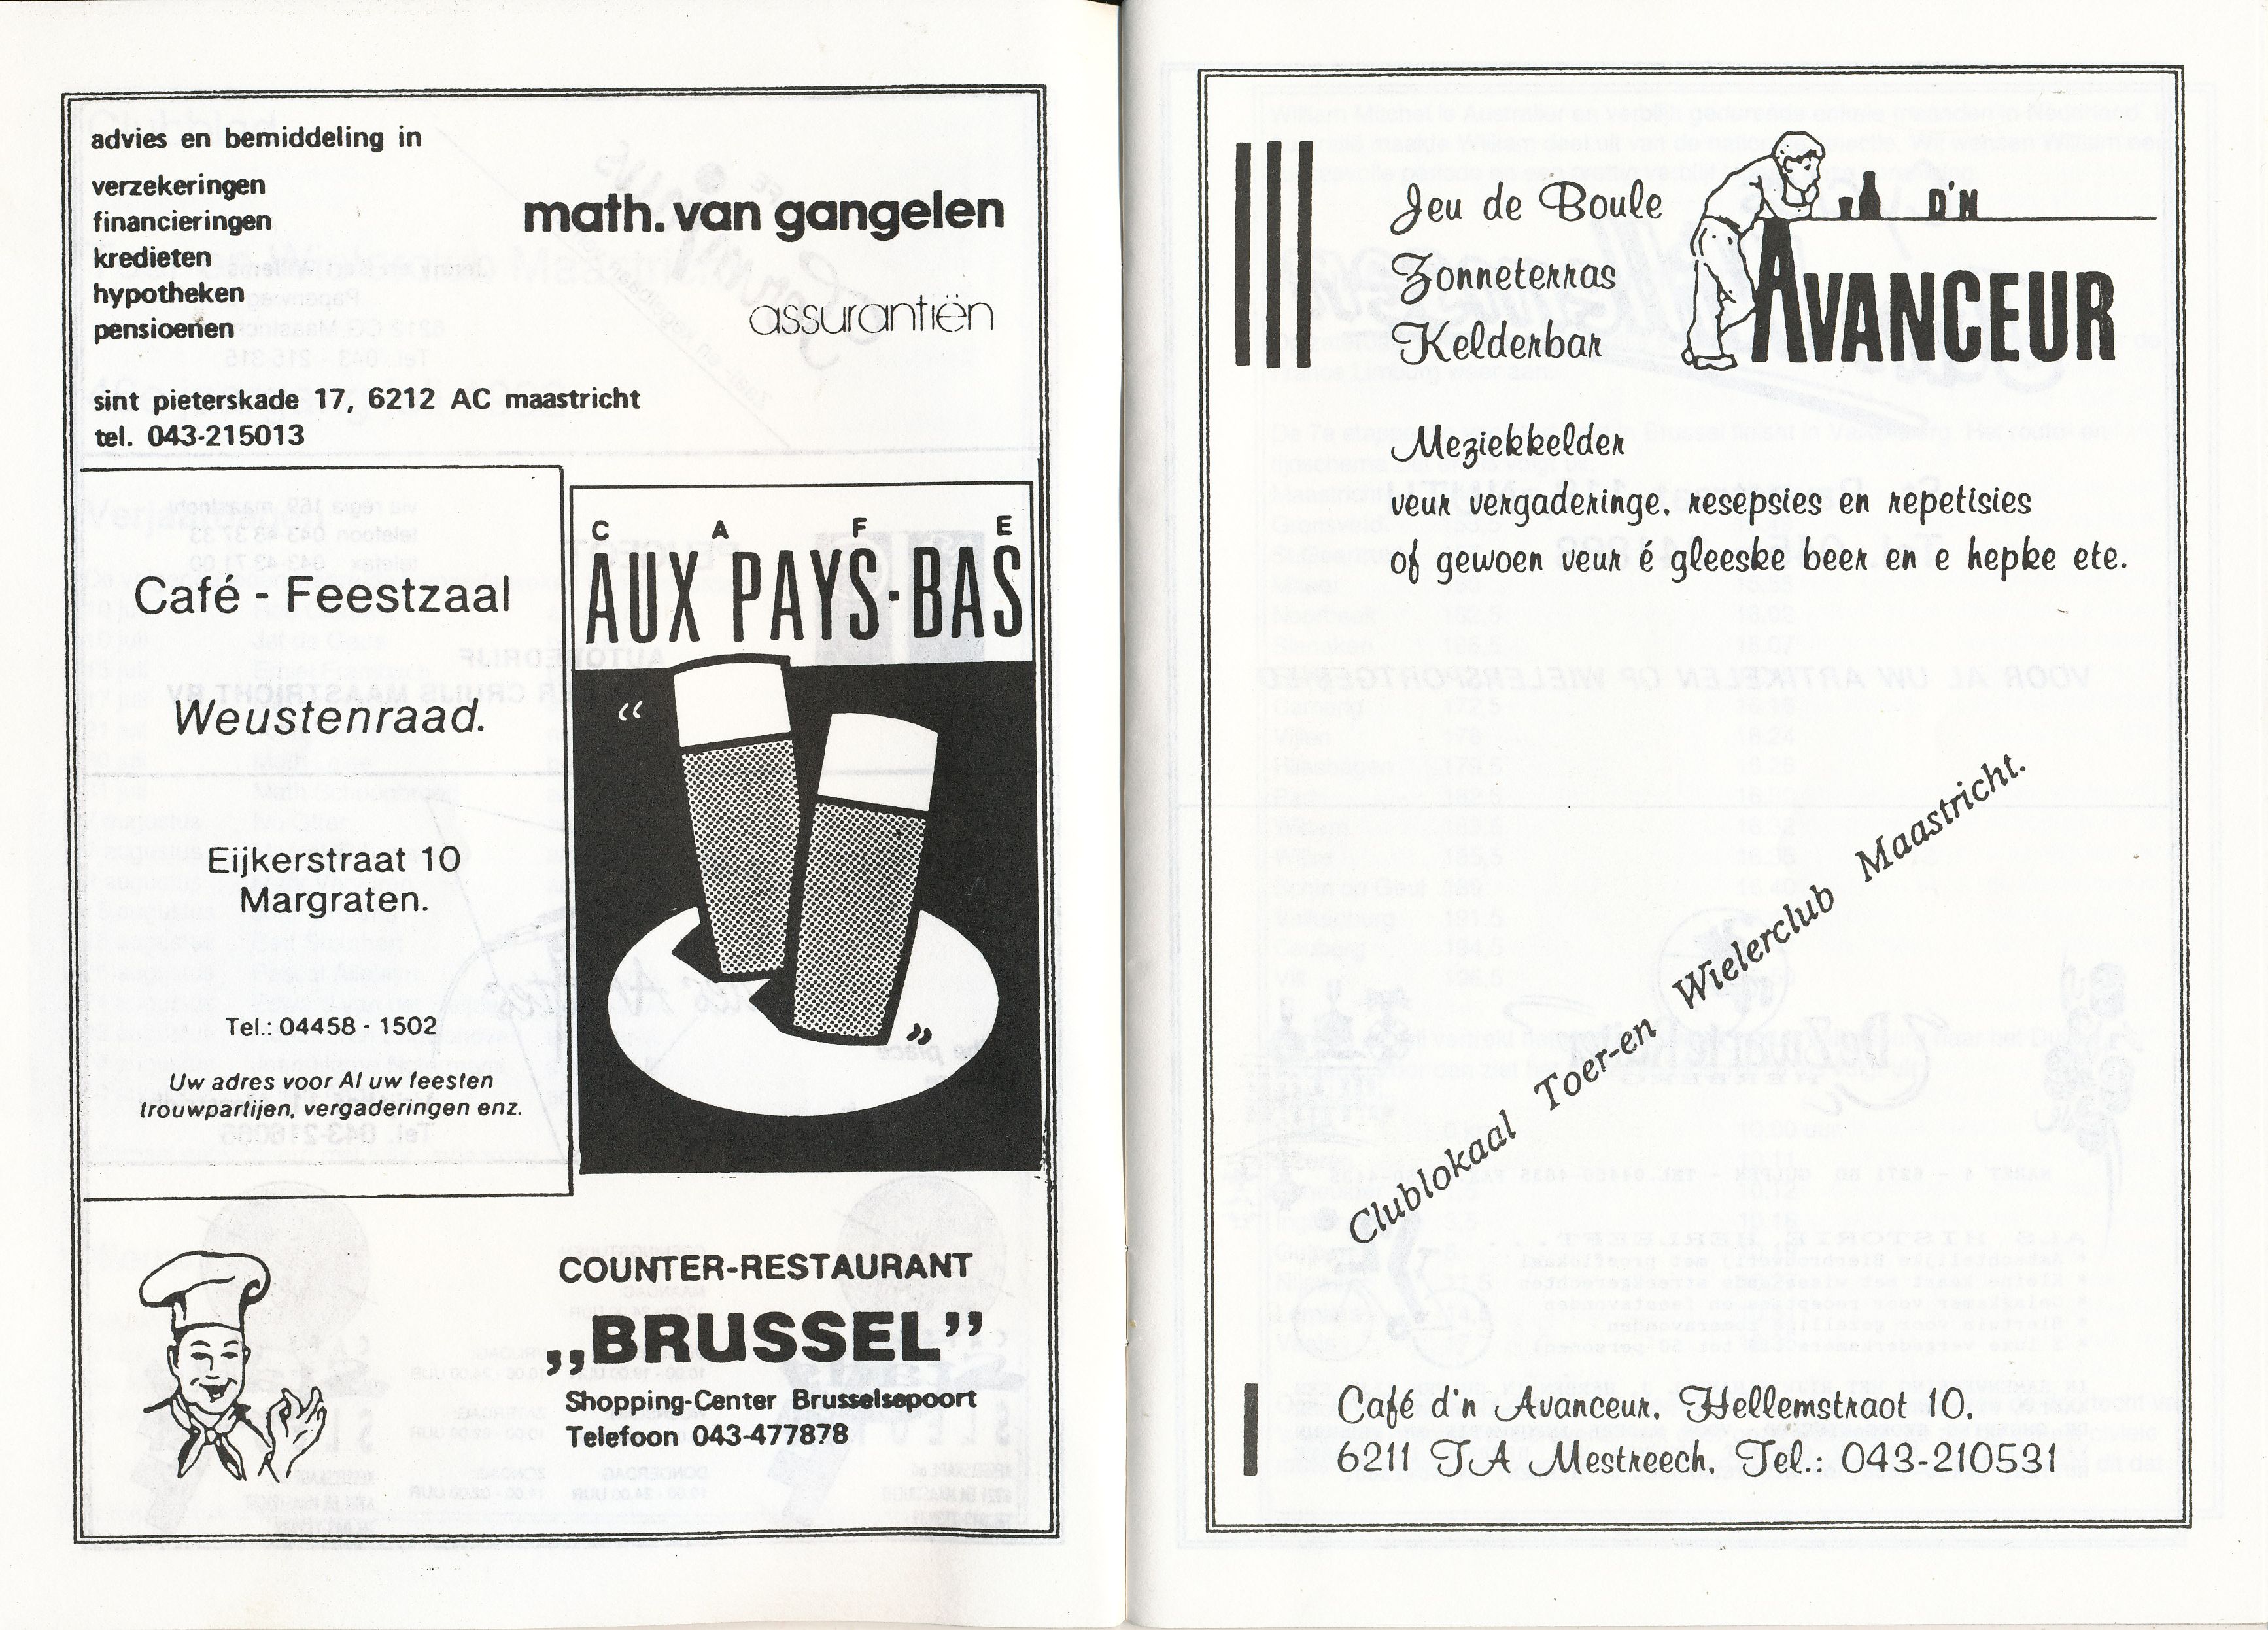 advies en bemiddeling in
verzekeringen
financieringen
kredieten
hypotheken
pensioenen
math. van gangelen
assurantiën
sint pieterskade 17, 6212 AC maastricht
tel. 043-215013
Café - Feestzaal
Weustenraad.
Eijkerstraat 10
Margraten.
Tel.: 04458 - 1502
Uw adres voor Al uw feesten
trouwpartijen, vergaderingen enz.
CAFE
AUX PAYS-BAS
“
”
COUNTER-RESTAURANT
„BRUSSEL”
Shopping-Center Brusselsepoort
Telefoon 043-477878
Jeu de Boule
Zonneterras
Kelderbar
D'N
AVANCEUR
Meziekkelder
veur vergaderinge, resepsies en repetisies
of gewoen veur é gleeske beer en e hepke ete.
Clublokaal Toer-en Wielerclub Maastricht.
Café d'n Avanceur, Hellemstraot 10,
6211 TA Mestreech, Tel.: 043-210531